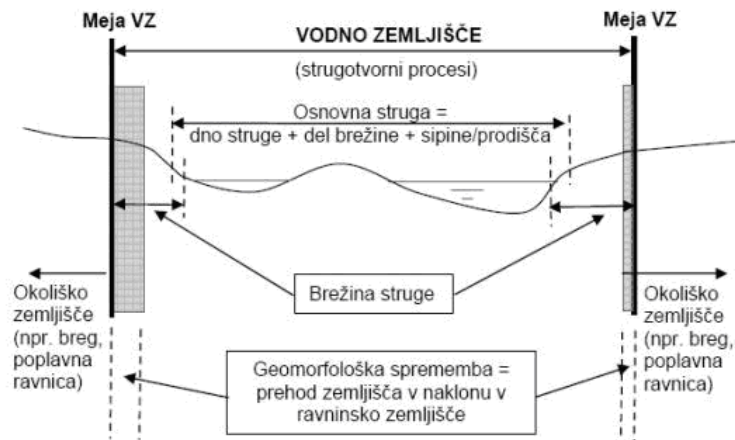 Meja VZ
Meja VZ
VODNO ZEMLJIŠČE
(strugotvorni procesi)
Osnovna struga =
dno struge + del brežine + sipine/prodišča
Brežina struge
Okoliško
zemljišče
(npr. breg,
poplavna
ravnica)
Okoliško
zemljišče
(npr. breg,
poplavna
ravnica)
Geomorfološka sprememba =
prehod zemljišča v naklonu v
ravninsko zemljišče